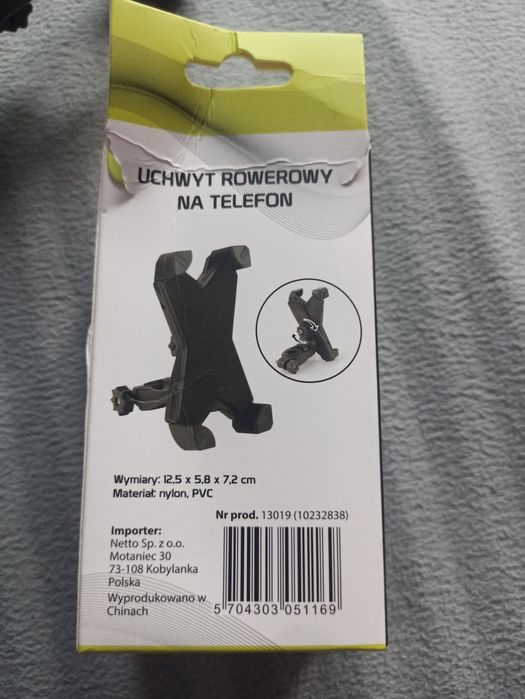 UCHWYT ROWEROWY
NA TELEFON
Wymiary: 12,5 x 5,8 x 7,2 cm
Materiał: nylon, PVC
Nr prod. 13019 (10232838)
Importer:
Netto Sp. z o.o.
Motaniec 30
73-108 Kobylanka
Polska
Wyprodukowano w
Chinach
5 704303 051169